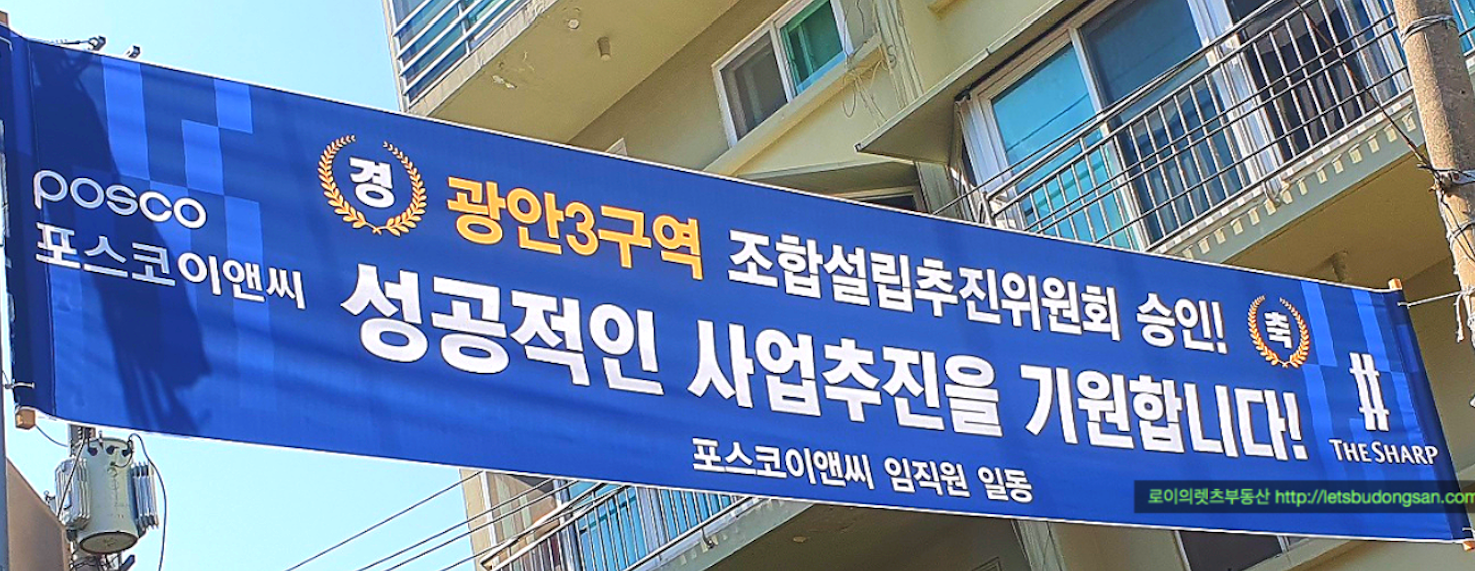 posco
포스코이앤씨
경 광안3구역 조합설립추진위원회 승인! 축
성공적인 사업추진을 기원합니다!
포스코이앤씨 임직원 일동
THE SHARP
로이의렛츠부동산 http://letsbudongsan.com